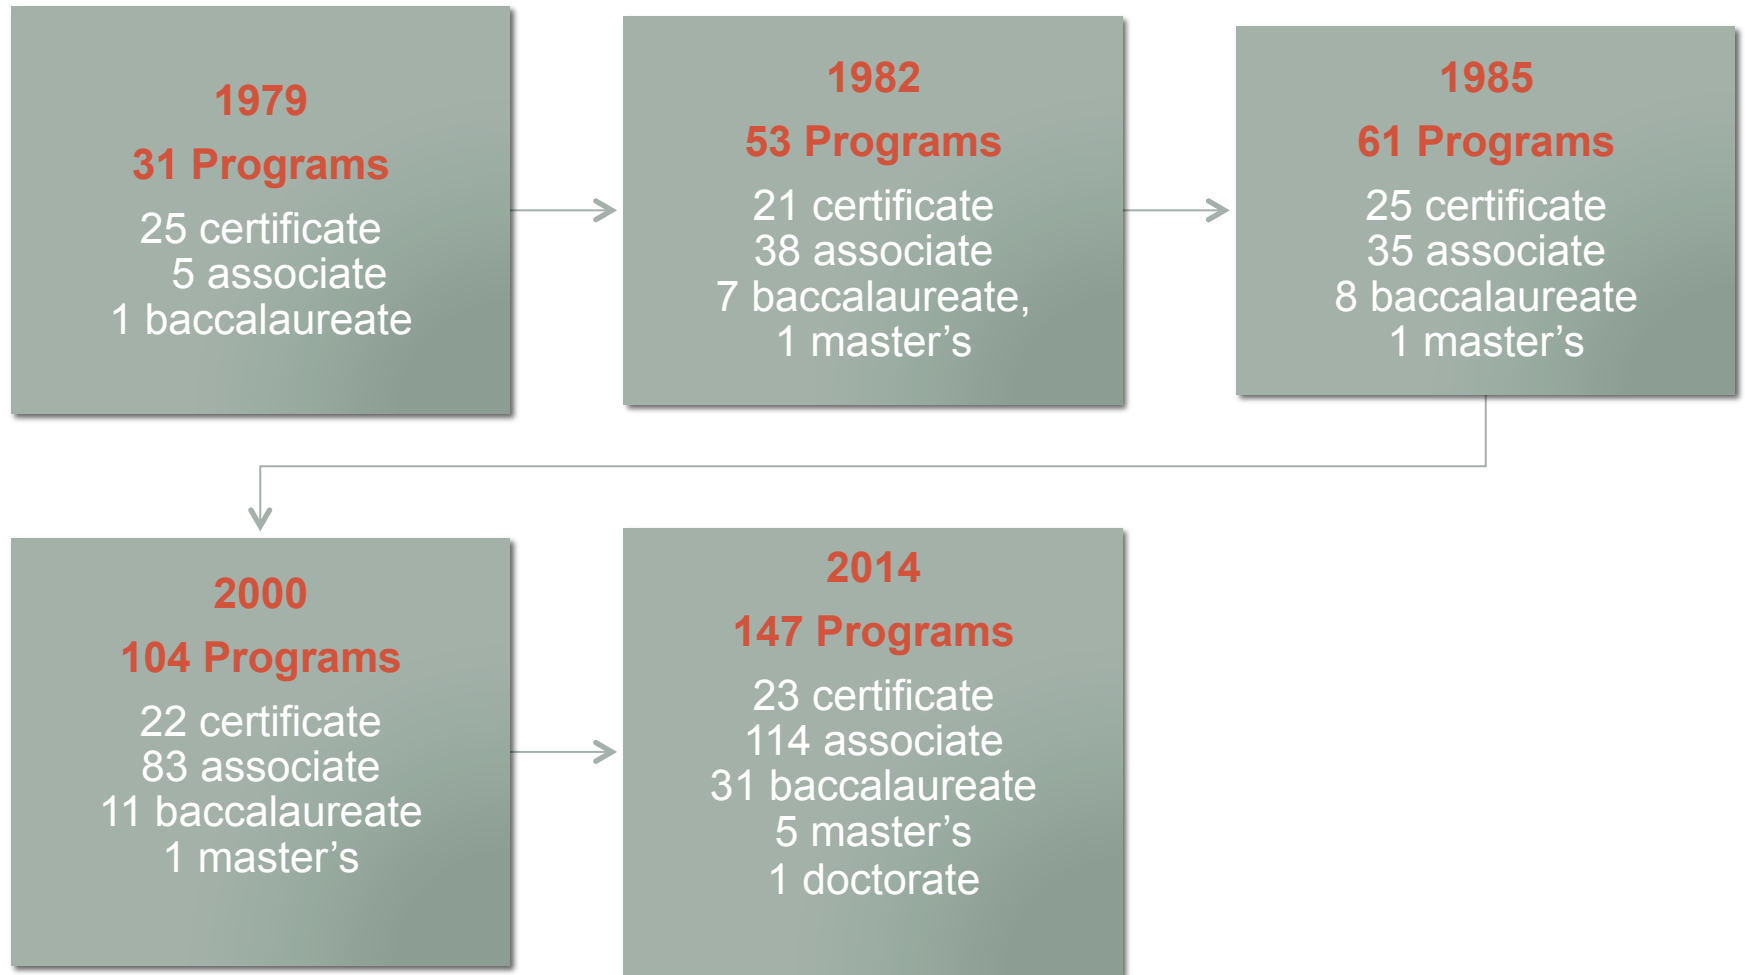 1979
31 Programs
25 certificate
5 associate
1 baccalaureate
1982
53 Programs
21 certificate
38 associate
7 baccalaureate,
1 master’s
1985
61 Programs
25 certificate
35 associate
8 baccalaureate
1 master’s
2000
104 Programs
22 certificate
83 associate
11 baccalaureate
1 master’s
2014
147 Programs
23 certificate
114 associate
31 baccalaureate
5 master’s
1 doctorate